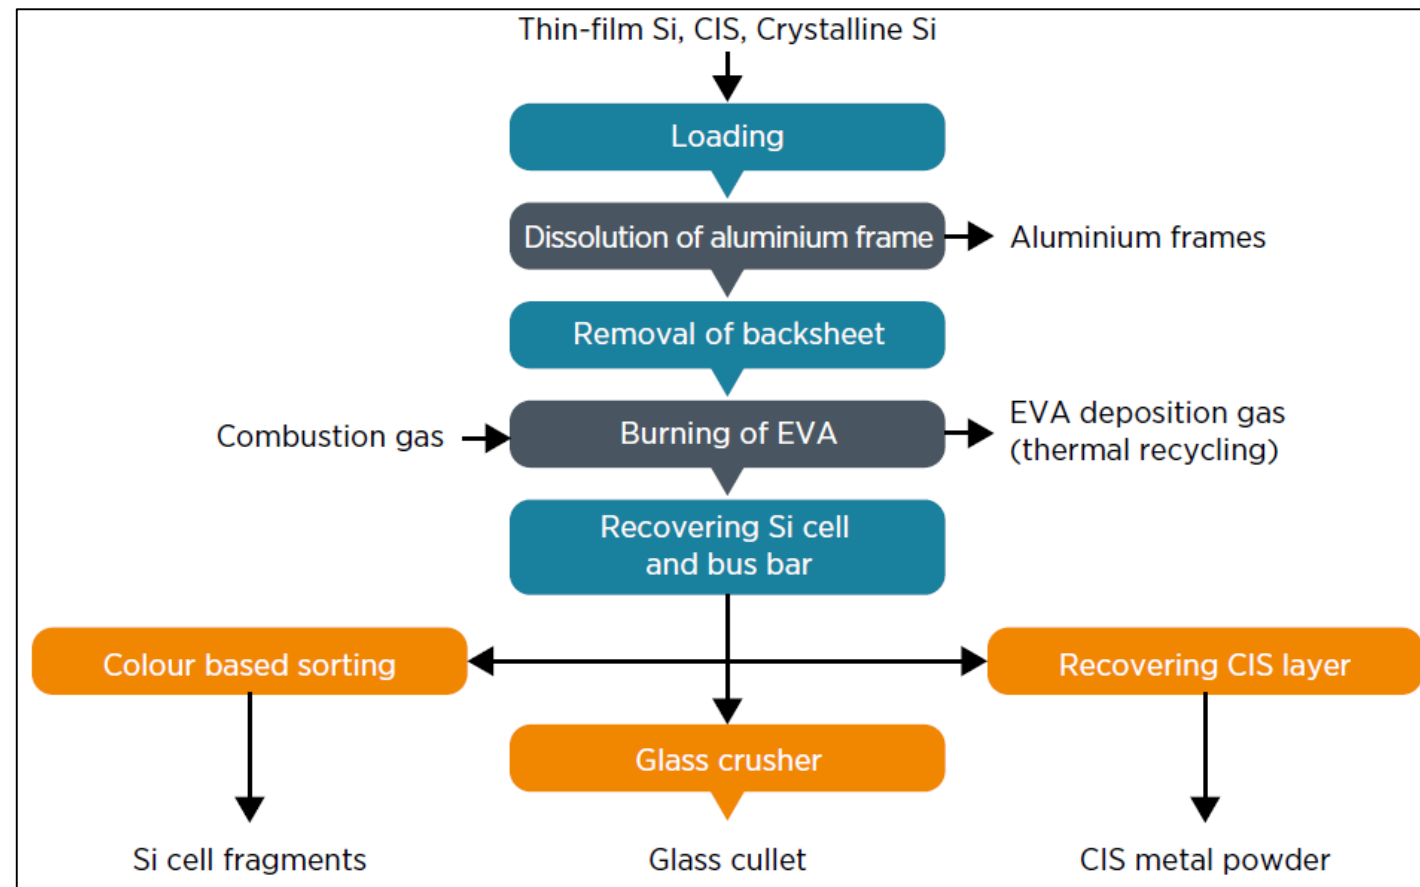 Thin-film Si, CIS, Crystalline Si
Loading
Dissolution of aluminium frame
Aluminium frames
Removal of backsheet
Combustion gas
Burning of EVA
EVA deposition gas
(thermal recycling)
Recovering Si cell
and bus bar
Colour based sorting
Recovering CIS layer
Glass crusher
Si cell fragments
Glass cullet
CIS metal powder